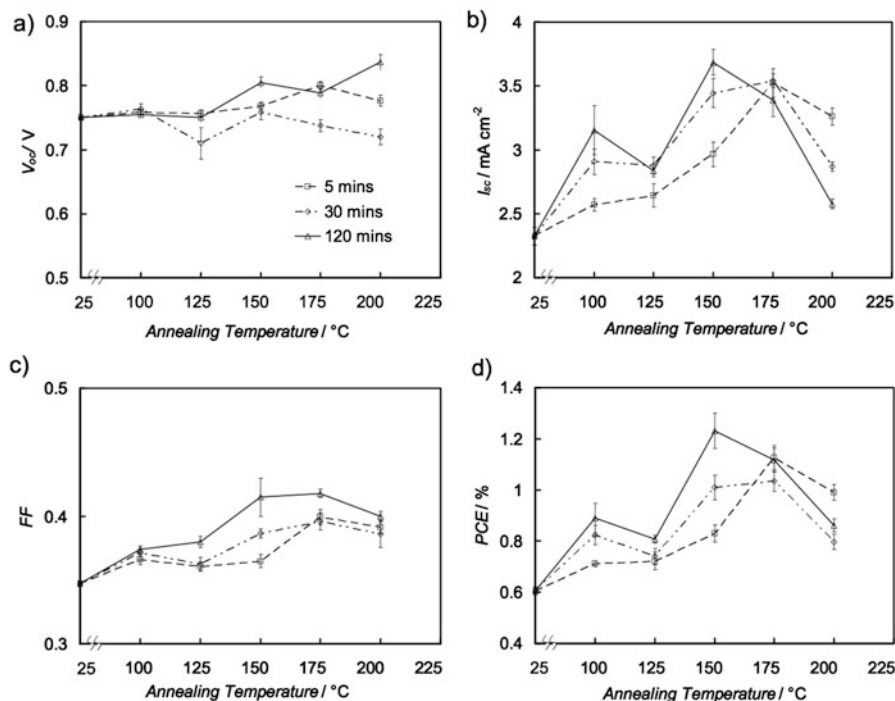 a)
0.9
0.8
0.7
0.6
0.5
Voc/ V
5 mins
30 mins
120 mins
25 100 125 150 175 200 225
Annealing Temperature / °C
b)
4
3.5
3
2.5
2
Isc / mA cm-2
25 100 125 150 175 200 225
Annealing Temperature / °C
c)
0.5
0.4
0.3
FF
25 100 125 150 175 200 225
Annealing Temperature / °C
d)
1.4
1.2
1
0.8
0.6
0.4
PCE / %
25 100 125 150 175 200 225
Annealing Temperature / °C